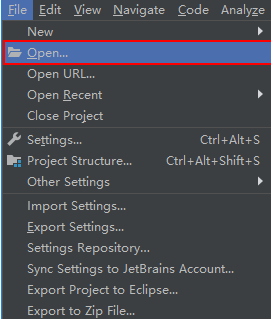 File Edit View Navigate Code Analyze
New
Open...
Open URL...
Open Recent
Close Project
Settings... Ctrl+Alt+S
Project Structure... Ctrl+Alt+Shift+S
Other Settings
Import Settings...
Export Settings...
Settings Repository...
Sync Settings to JetBrains Account...
Export Project to Eclipse...
Export to Zip File...